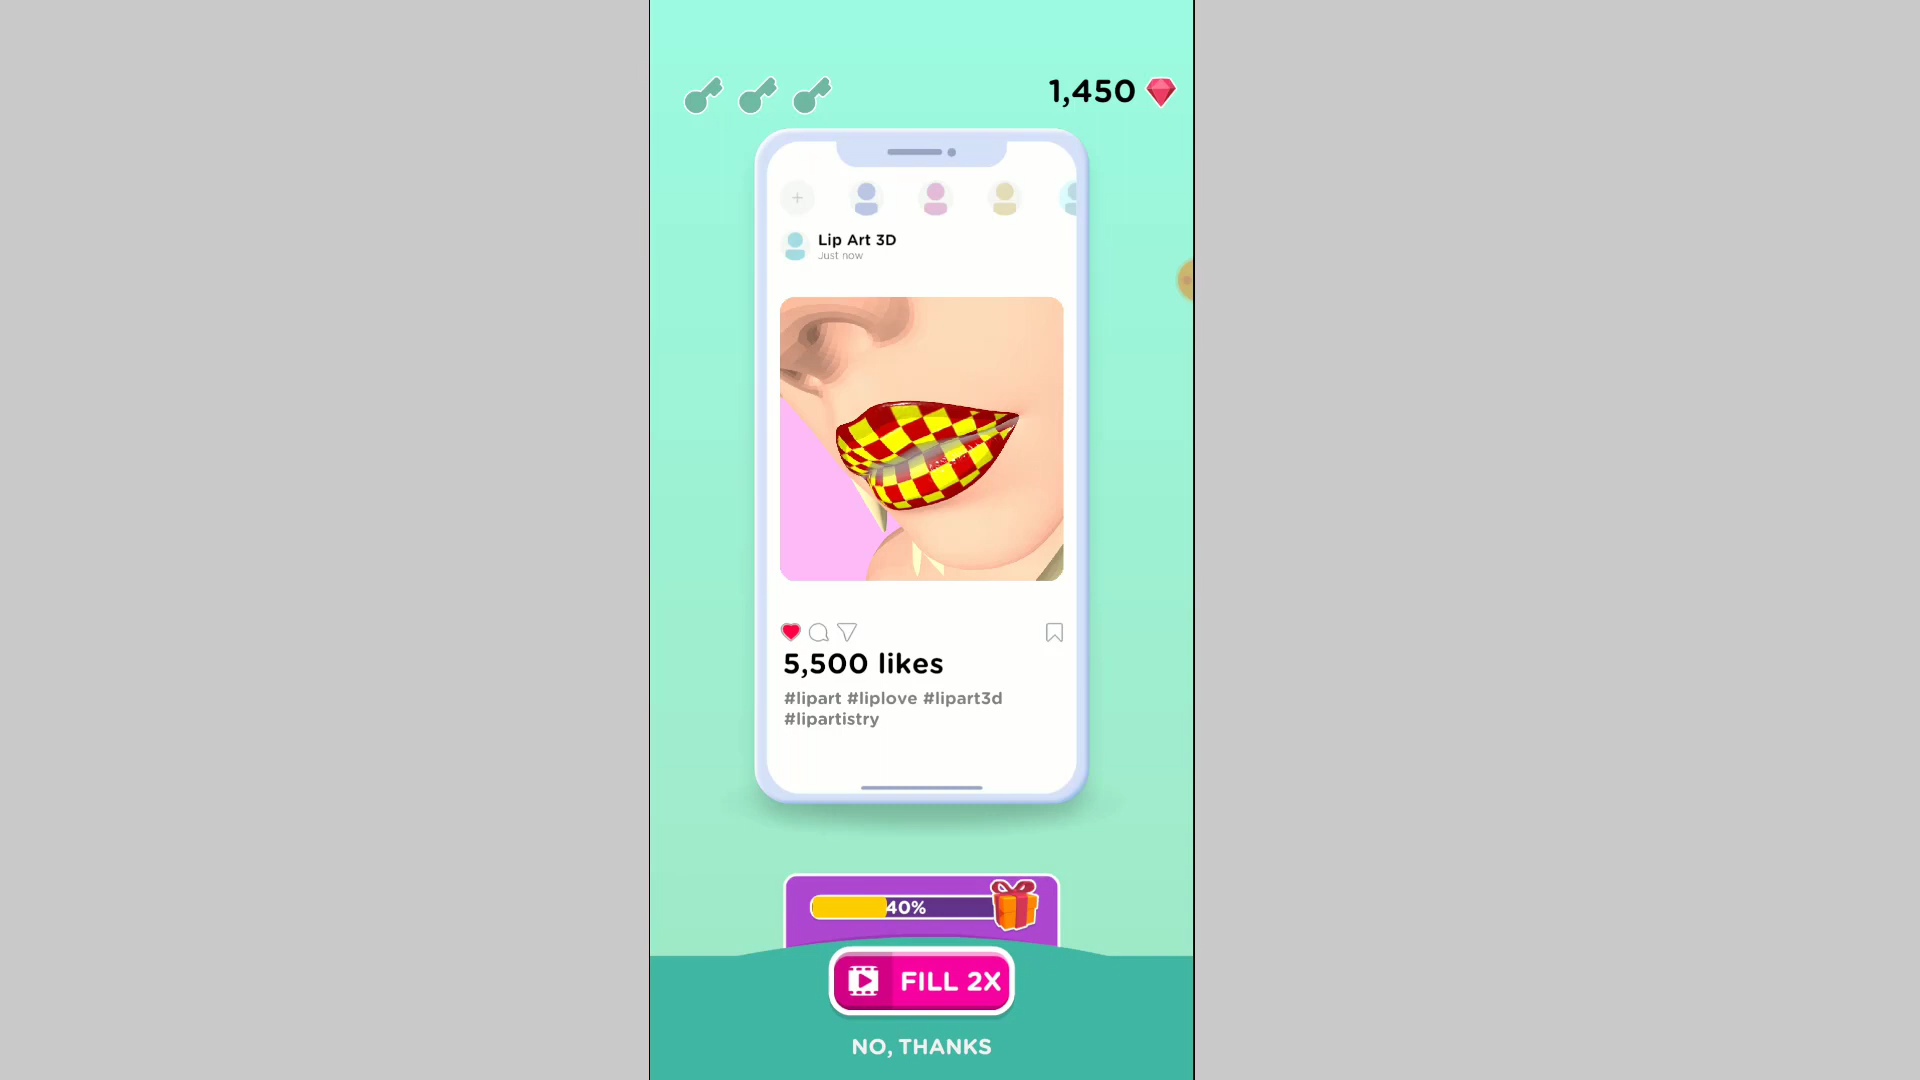 1,450
Lip Art 3D
Just now
5,500 likes
#lipart #liplove #lipart3d
#lipartistry
40%
FILL 2X
NO, THANKS